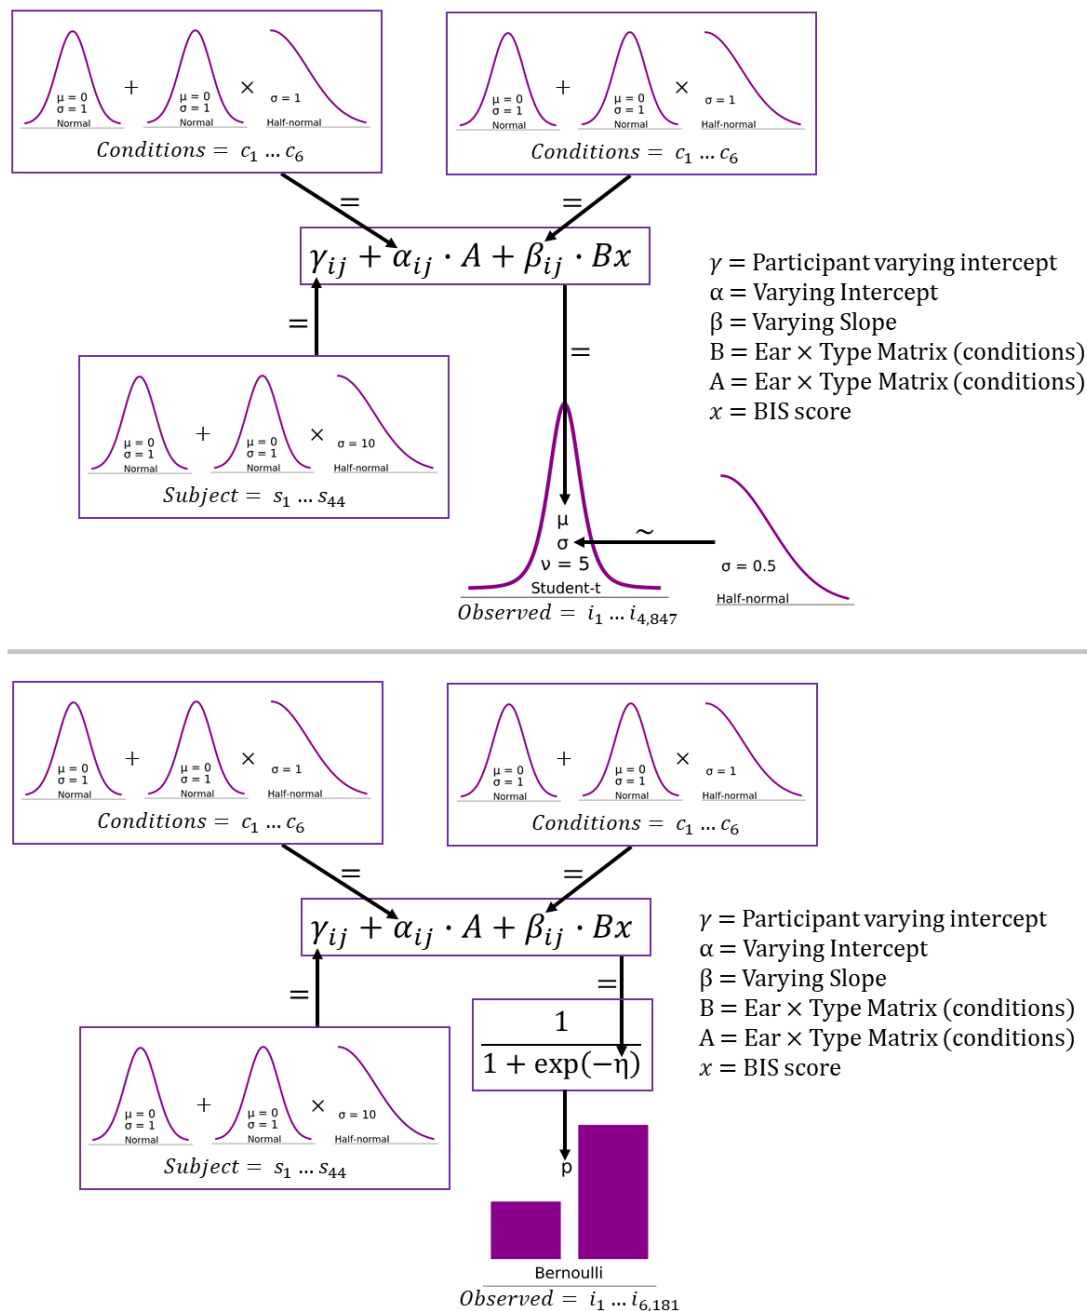 + × + ×
μ = 0 σ = 1 Normal μ = 0 σ = 1 Normal σ = 1 Half-normal
Conditions = c₁ … c₆
μ = 0 σ = 1 Normal μ = 0 σ = 1 Normal σ = 1 Half-normal
Conditions = c₁ … c₆
= =
γᵢⱼ + αᵢⱼ · A + βᵢⱼ · Bx
γ = Participant varying intercept
α = Varying Intercept
β = Varying Slope
B = Ear × Type Matrix (conditions)
A = Ear × Type Matrix (conditions)
x = BIS score
= =
+ ×
μ = 0 σ = 1 Normal μ = 0 σ = 1 Normal σ = 10 Half-normal
Subject = s₁ … s₄₄
μ
σ
~
ν = 5
Student-t
σ = 0.5
Half-normal
Observed = i₁ … i₄,₈₄₇
+ × + ×
μ = 0 σ = 1 Normal μ = 0 σ = 1 Normal σ = 1 Half-normal
Conditions = c₁ … c₆
μ = 0 σ = 1 Normal μ = 0 σ = 1 Normal σ = 1 Half-normal
Conditions = c₁ … c₆
= =
γᵢⱼ + αᵢⱼ · A + βᵢⱼ · Bx
γ = Participant varying intercept
α = Varying Intercept
β = Varying Slope
B = Ear × Type Matrix (conditions)
A = Ear × Type Matrix (conditions)
x = BIS score
= =
1
1 + exp(−η)
+ ×
μ = 0 σ = 1 Normal μ = 0 σ = 1 Normal σ = 10 Half-normal
Subject = s₁ … s₄₄
p
Bernoulli
Observed = i₁ … i₆,₁₈₁